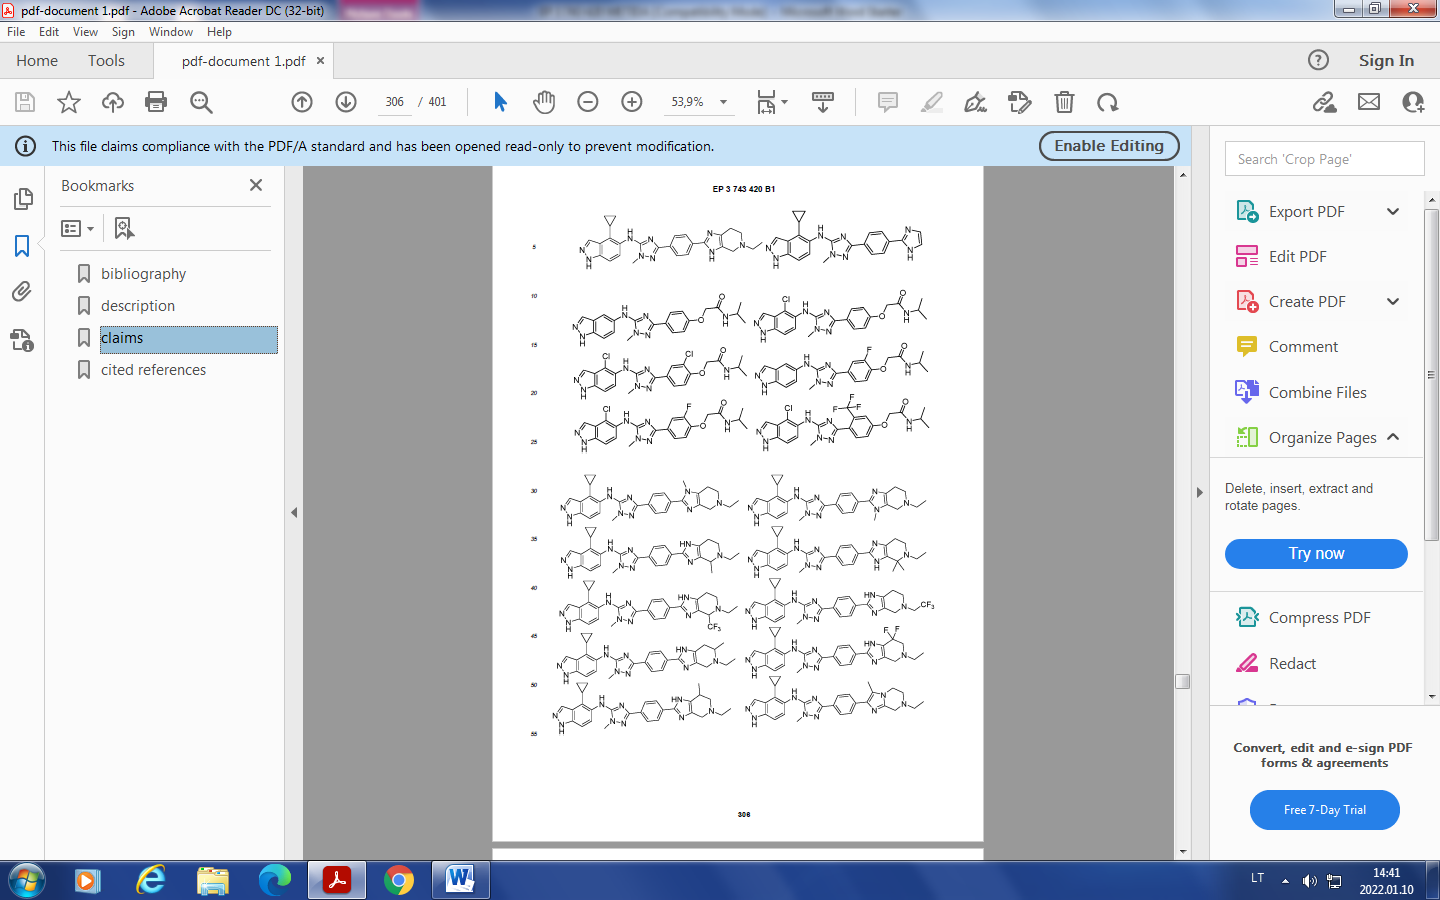 pdf-document 1.pdf - Adobe Acrobat Reader DC (32-bit)
File Edit View Sign Window Help
Home Tools pdf-document 1.pdf × Sign In
306 / 401 53,9%
This file claims compliance with the PDF/A standard and has been opened read-only to prevent modification. Enable Editing
Bookmarks
bibliography
description
claims
cited references
EP 3 743 420 B1
5
10
15
20
25
30
35
40
45
50
55
308
Search 'Crop Page'
Export PDF
Edit PDF
Create PDF
Comment
Combine Files
Organize Pages
Delete, insert, extract and
rotate pages.
Try now
Compress PDF
Redact
Convert, edit and e-sign PDF
forms & agreements
Free 7-Day Trial
LT
14:41
2022.01.10